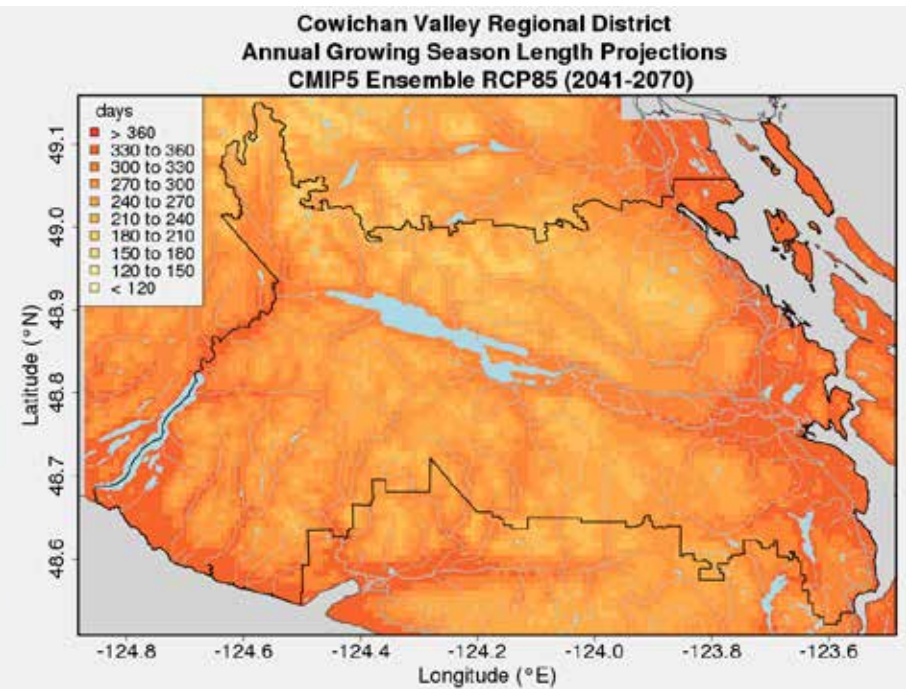 Cowichan Valley Regional District
Annual Growing Season Length Projections
CMIP5 Ensemble RCP85 (2041-2070)
days
> 360
330 to 360
300 to 330
270 to 300
240 to 270
210 to 240
180 to 210
150 to 180
120 to 150
< 120
Latitude (°N)
49.1
49.0
48.9
48.8
48.7
48.6
-124.8 -124.6 -124.4 -124.2 -124.0 -123.8 -123.6
Longitude (°E)